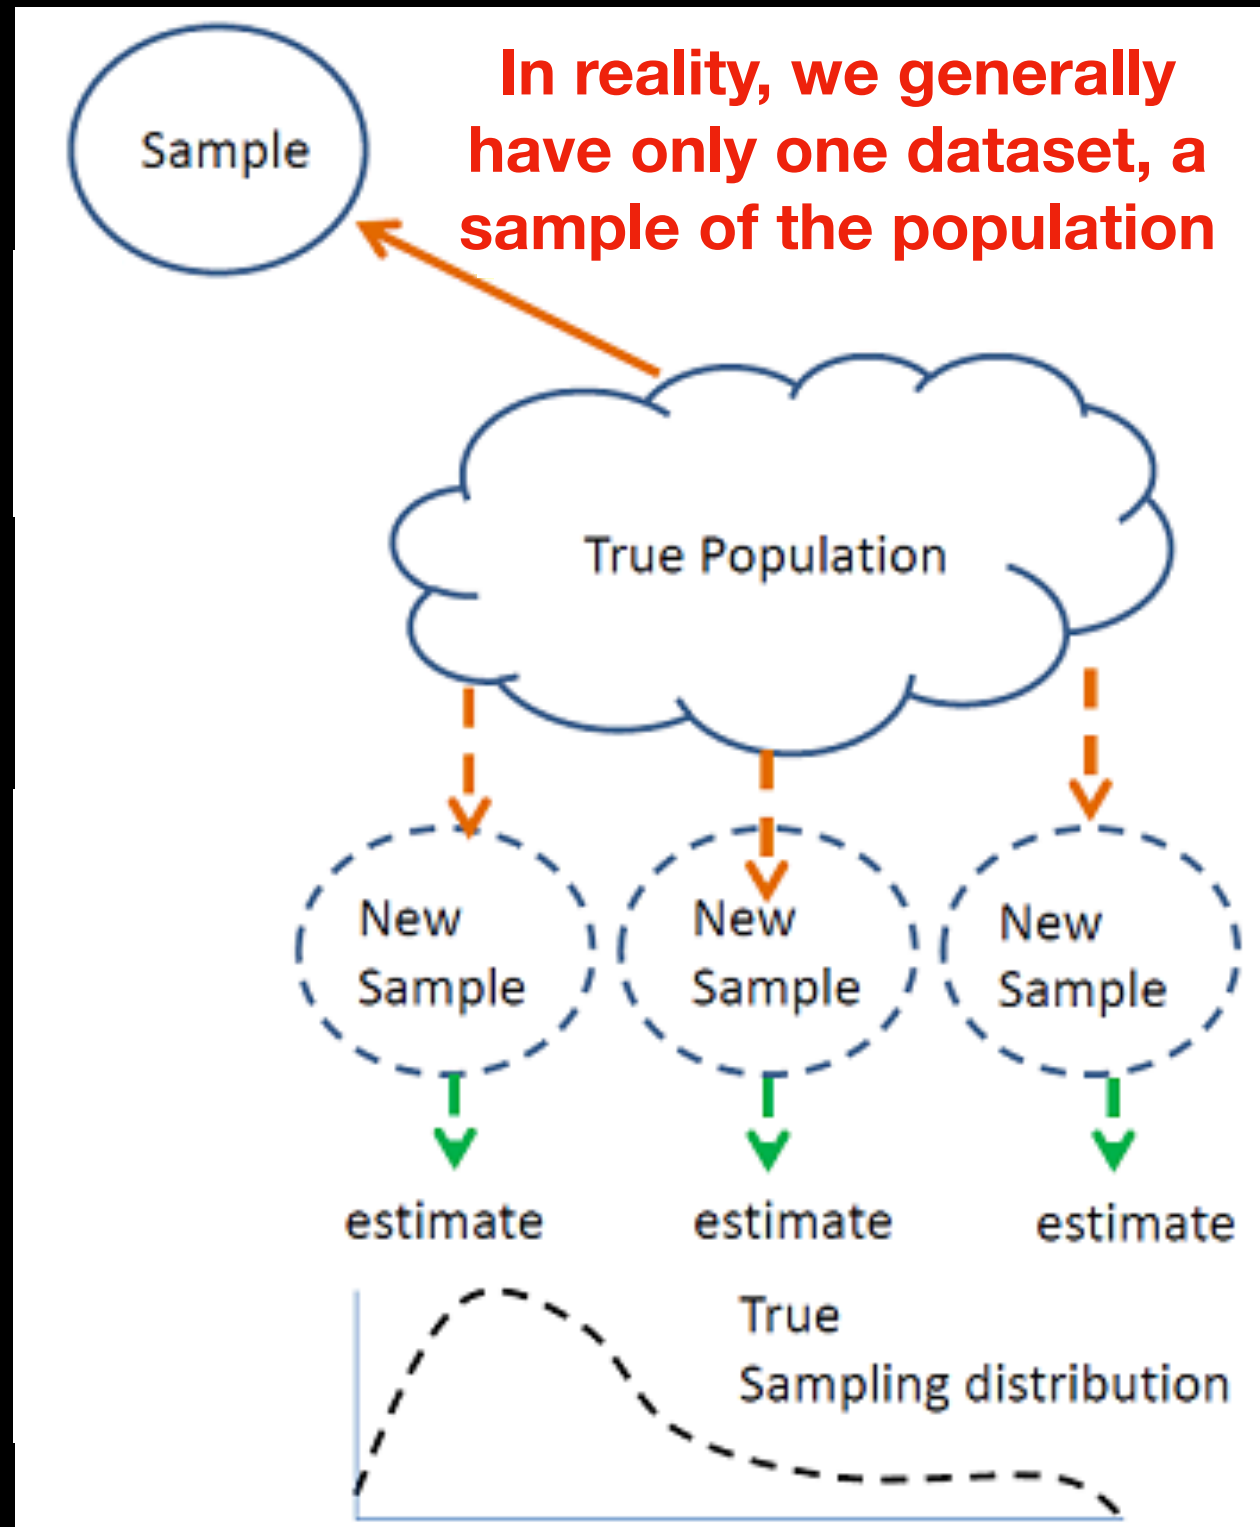 In reality, we generally
have only one dataset, a
sample of the population
Sample
True Population
New
Sample
New
Sample
New
Sample
estimate
estimate
estimate
True
Sampling distribution